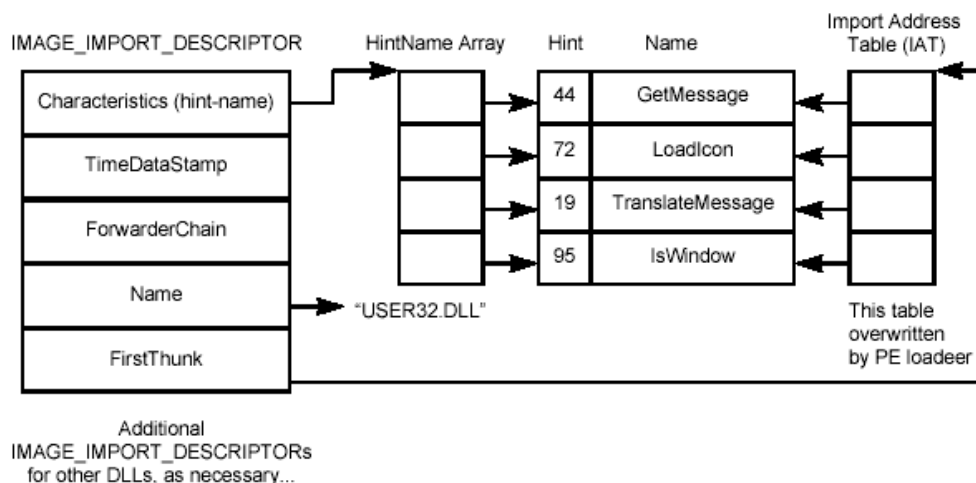 IMAGE_IMPORT_DESCRIPTOR
Characteristics (hint-name)
TimeDataStamp
ForwarderChain
Name
FirstThunk
Additional
IMAGE_IMPORT_DESCRIPTORs
for other DLLs, as necessary...
HintName Array
"USER32.DLL"
Hint Name
44 GetMessage
72 LoadIcon
19 TranslateMessage
95 IsWindow
Import Address
Table (IAT)
This table
overwritten
by PE loadeer